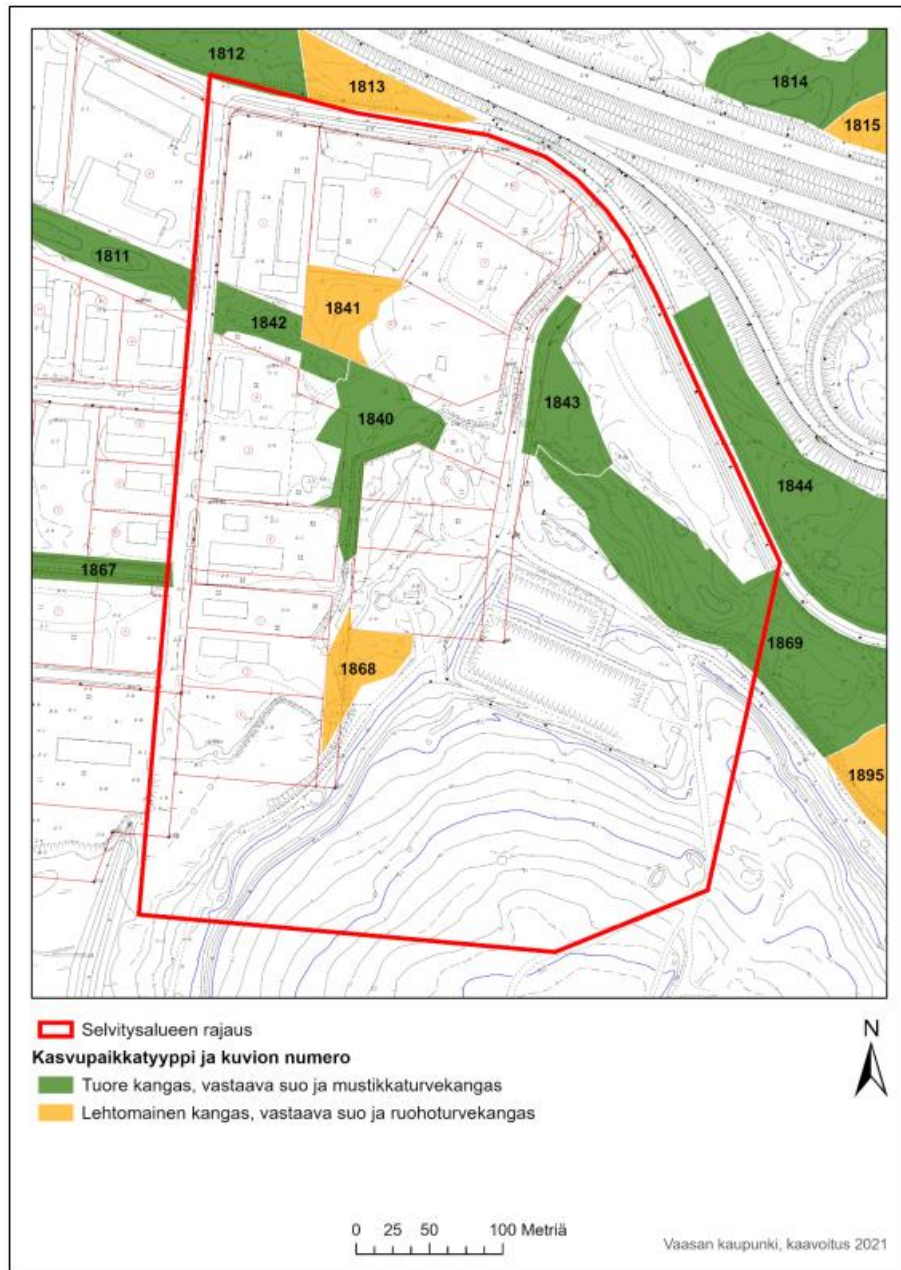 1812
1813
1814
1815
1811
1841
1842
1840
1843
1844
1867
1869
1868
1895
Selvitysalueen rajaus
N
Kasvupaikkatyyppi ja kuvion numero
Tuore kangas, vastaava suo ja mustikkaturvekangas
Lehtomainen kangas, vastaava suo ja ruohoturvekangas
0 25 50 100 Metriä
Vaasan kaupunki, kaavoitus 2021